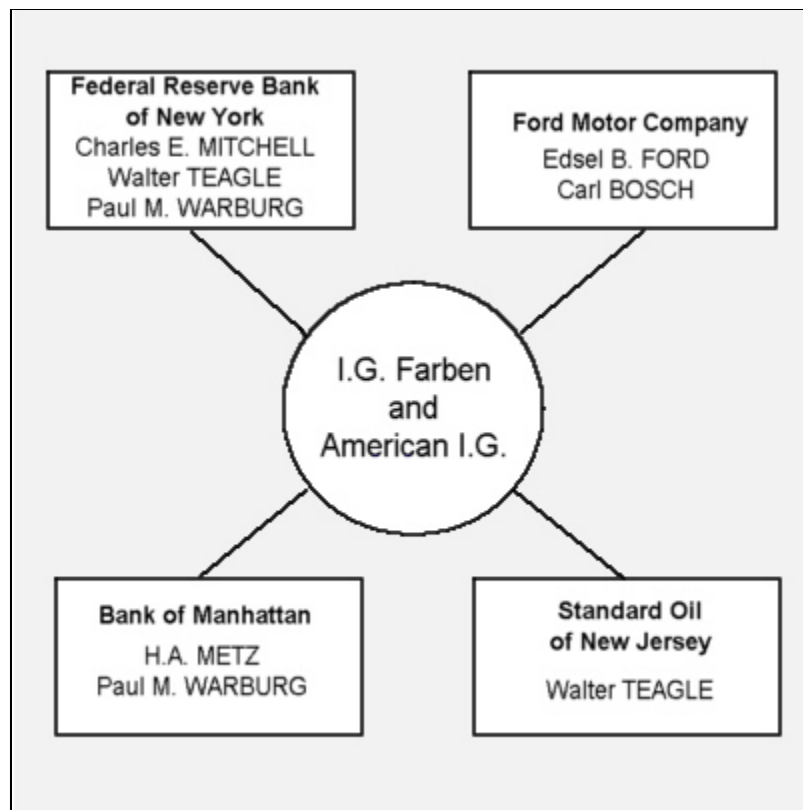 Federal Reserve Bank
of New York
Charles E. MITCHELL
Walter TEAGLE
Paul M. WARBURG
Ford Motor Company
Edsel B. FORD
Carl BOSCH
I.G. Farben
and
American I.G.
Bank of Manhattan
H.A. METZ
Paul M. WARBURG
Standard Oil
of New Jersey
Walter TEAGLE